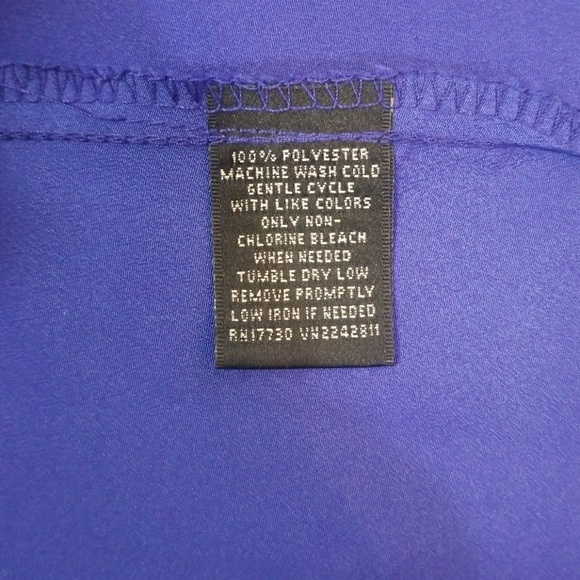 100% POLYESTER
MACHINE WASH COLD
GENTLE CYCLE
WITH LIKE COLORS
ONLY NON-
CHLORINE BLEACH
WHEN NEEDED
TUMBLE DRY LOW
REMOVE PROMPTLY
LOW IRON IF NEEDED
RN17730 VN2242811